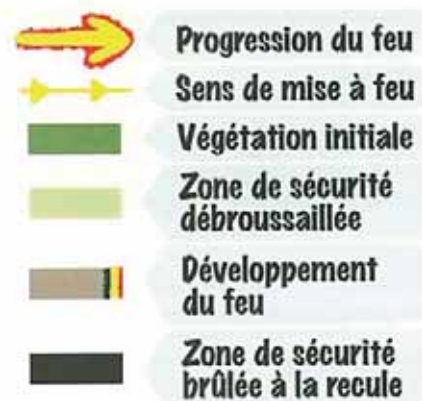 Progression du feu
Sens de mise à feu
Végétation initiale
Zone de sécurité
débroussaillée
Développement
du feu
Zone de sécurité
brûlée à la recule